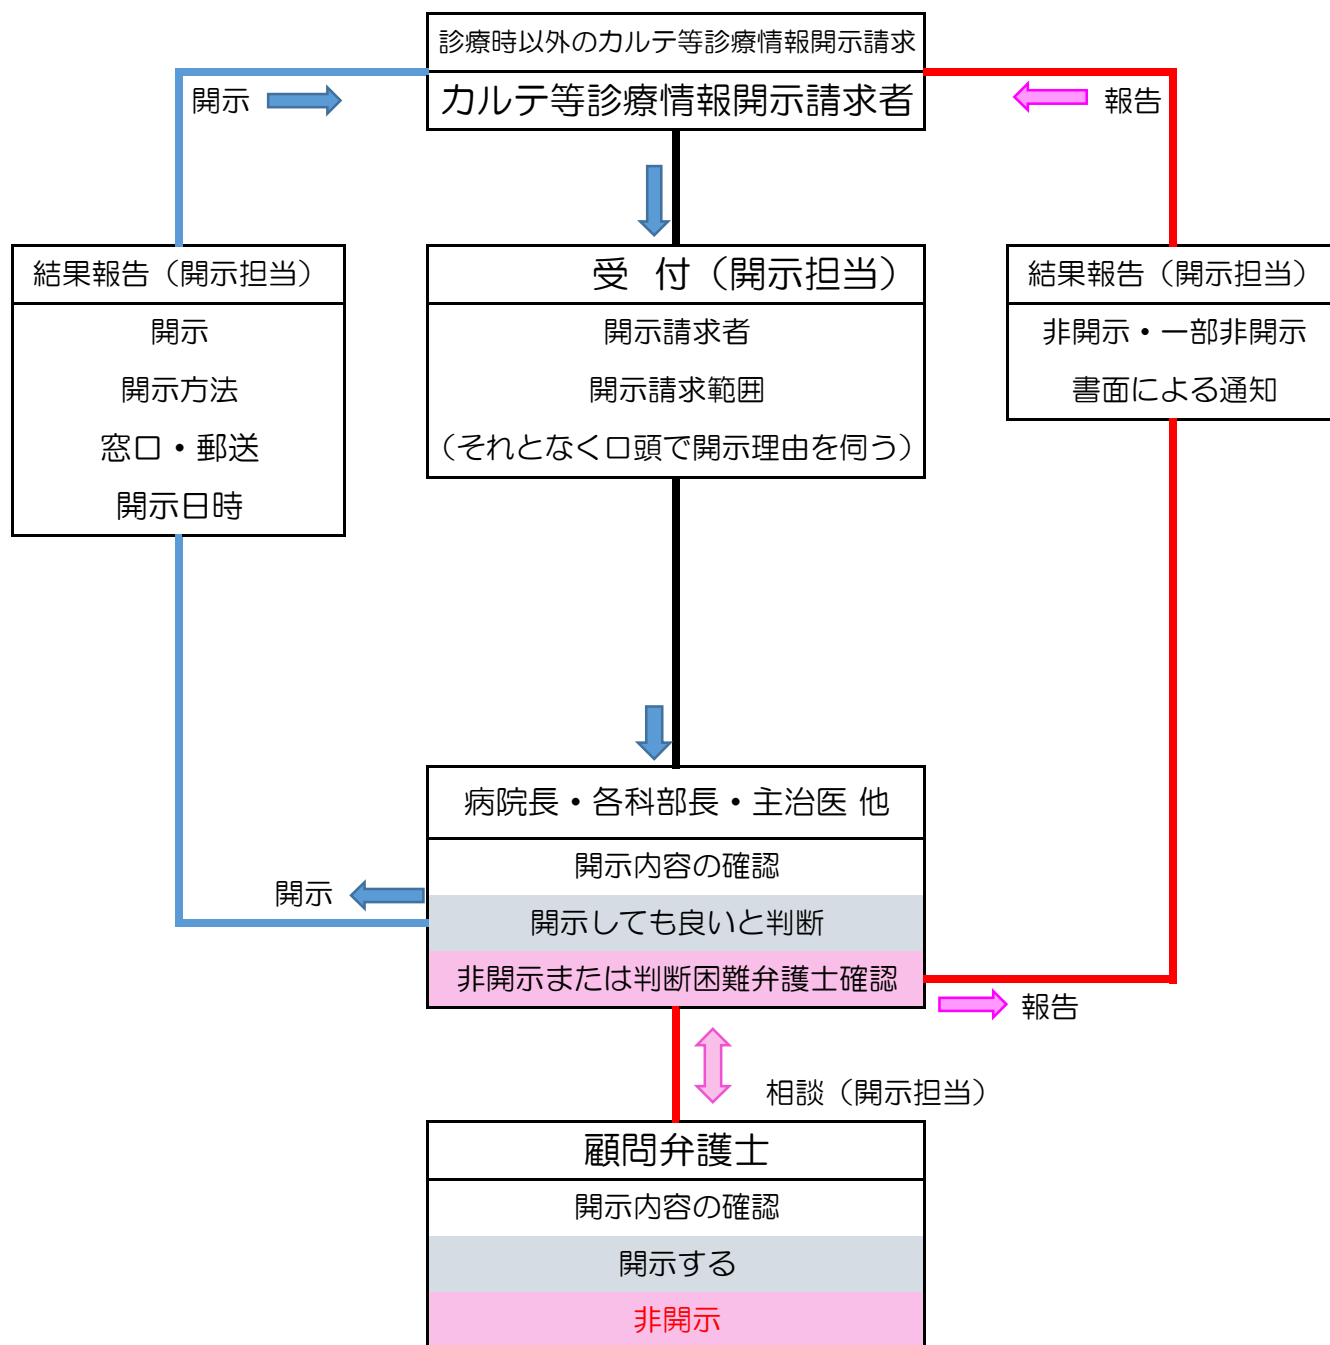 診療時以外のカルテ等診療情報開示請求
カルテ等診療情報開示請求者
開示
報告
結果報告（開示担当）
開示
開示方法
窓口・郵送
開示日時
受 付（開示担当）
開示請求者
開示請求範囲
（それとなく口頭で開示理由を伺う）
結果報告（開示担当）
非開示・一部非開示
書面による通知
病院長・各科部長・主治医 他
開示内容の確認
開示しても良いと判断
非開示または判断困難弁護士確認
開示
報告
相談（開示担当）
顧問弁護士
開示内容の確認
開示する
非開示